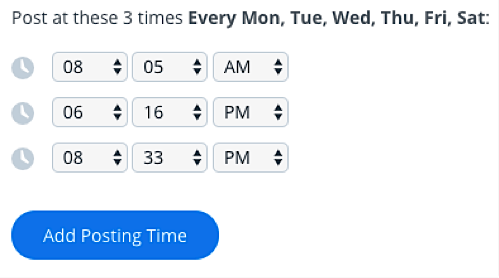 Post at these 3 times Every Mon, Tue, Wed, Thu, Fri, Sat:
08 05 AM
06 16 PM
08 33 PM
Add Posting Time